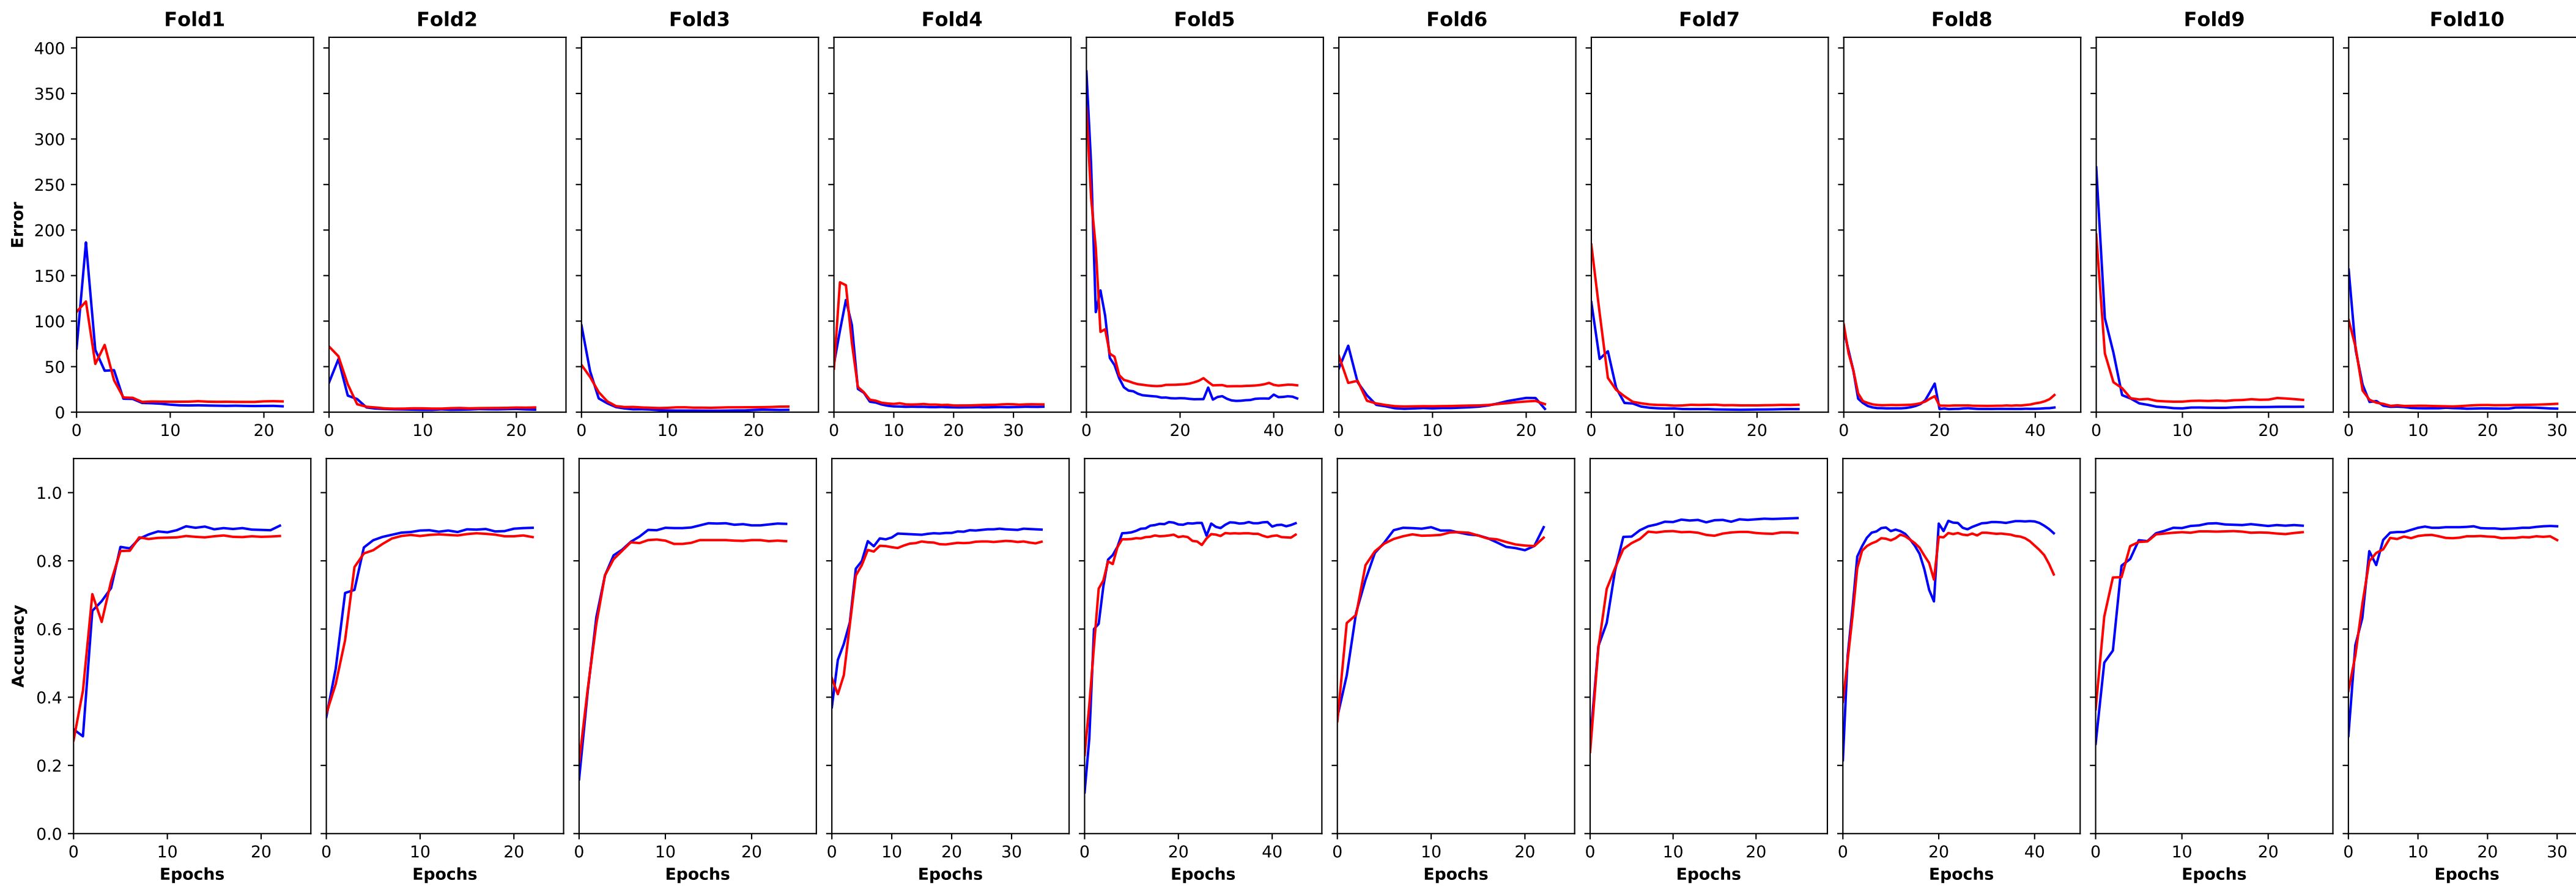 Fold1 Fold2 Fold3 Fold4 Fold5 Fold6 Fold7 Fold8 Fold9 Fold10
400
350
300
250
200
150
100
50
0
Error
0 10 20 0 10 20 0 10 20 0 10 20 30 0 20 40 0 10 20 0 10 20 0 20 40 0 10 20 0 10 20 30
1.0
0.8
0.6
0.4
0.2
0.0
Accuracy
0 10 20 0 10 20 0 10 20 0 10 20 30 0 20 40 0 10 20 0 10 20 0 20 40 0 10 20 0 10 20 30
Epochs Epochs Epochs Epochs Epochs Epochs Epochs Epochs Epochs Epochs